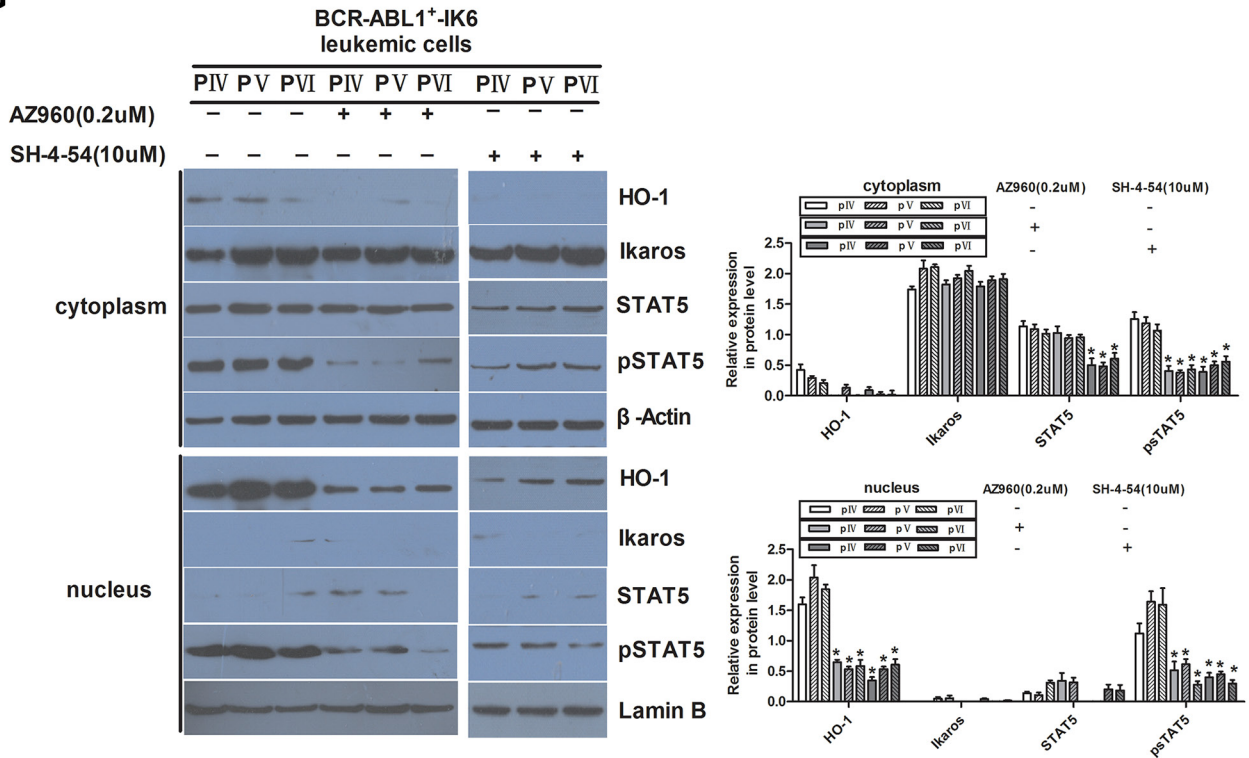 BCR-ABL1+-IK6
leukemic cells
PⅣ PⅤ PⅥ PⅣ PⅤ PⅥ PⅣ PⅤ PⅥ
AZ960(0.2uM) − − − + + + − − −
SH-4-54(10uM) − − − − − − + + +
cytoplasm
HO-1
Ikaros
STAT5
pSTAT5
β-Actin
nucleus
HO-1
Ikaros
STAT5
pSTAT5
Lamin B
cytoplasm AZ960(0.2uM) SH-4-54(10uM)
pⅣ pⅤ pⅥ - -
pⅣ pⅤ pⅥ + -
pⅣ pⅤ pⅥ - +
Relative expression
in protein level
2.5
2.0
1.5
1.0
0.5
0.0
* * * * * * * * *
HO-1 Ikaros STAT5 psTAT5
nucleus AZ960(0.2uM) SH-4-54(10uM)
pⅣ pⅤ pⅥ - -
pⅣ pⅤ pⅥ + -
pⅣ pⅤ pⅥ - +
Relative expression
in protein level
2.5
2.0
1.5
1.0
0.5
0.0
* * * * * * * * * * * *
HO-1 Ikaros STAT5 psTAT5